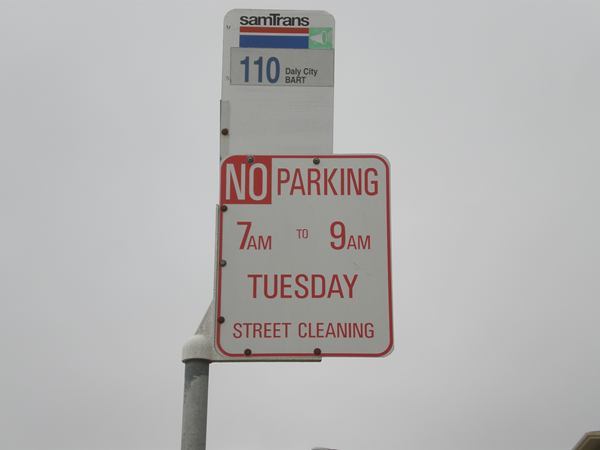 samTrans
110 Daly City
BART
NO PARKING
7AM TO 9AM
TUESDAY
STREET CLEANING